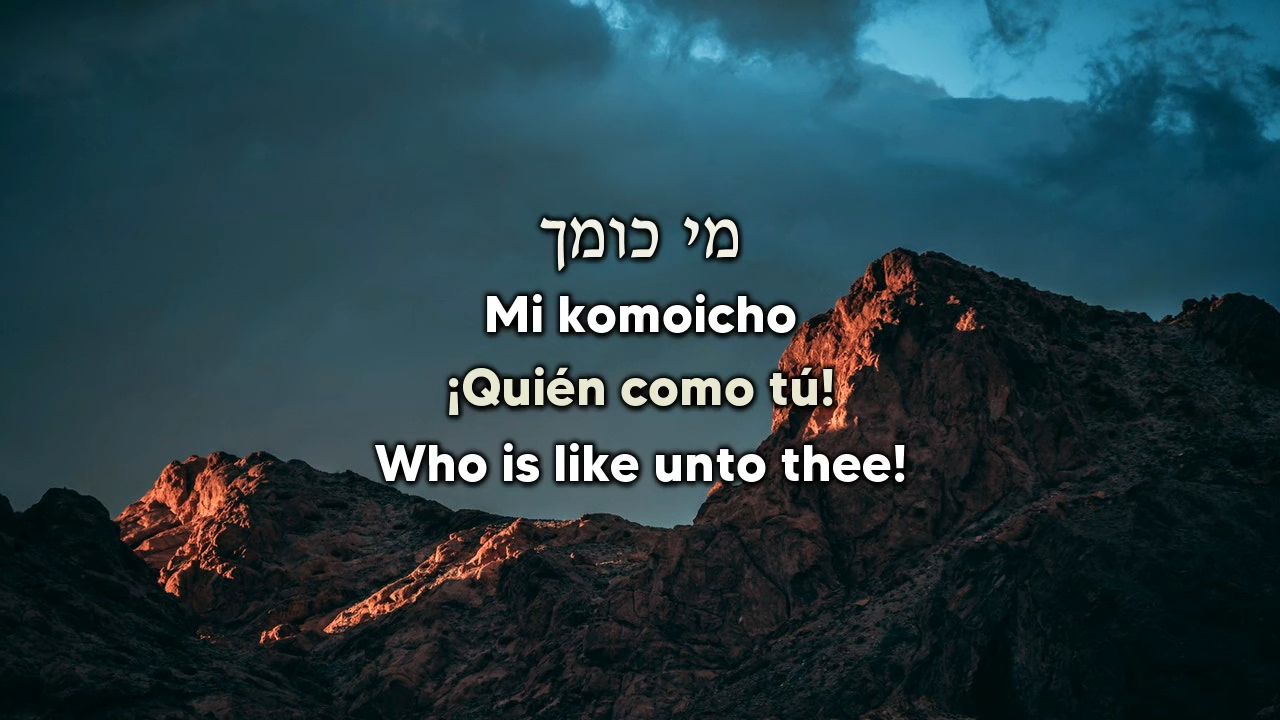 מי כומך
Mi komoicho
¡Quién como tú!
Who is like unto thee!